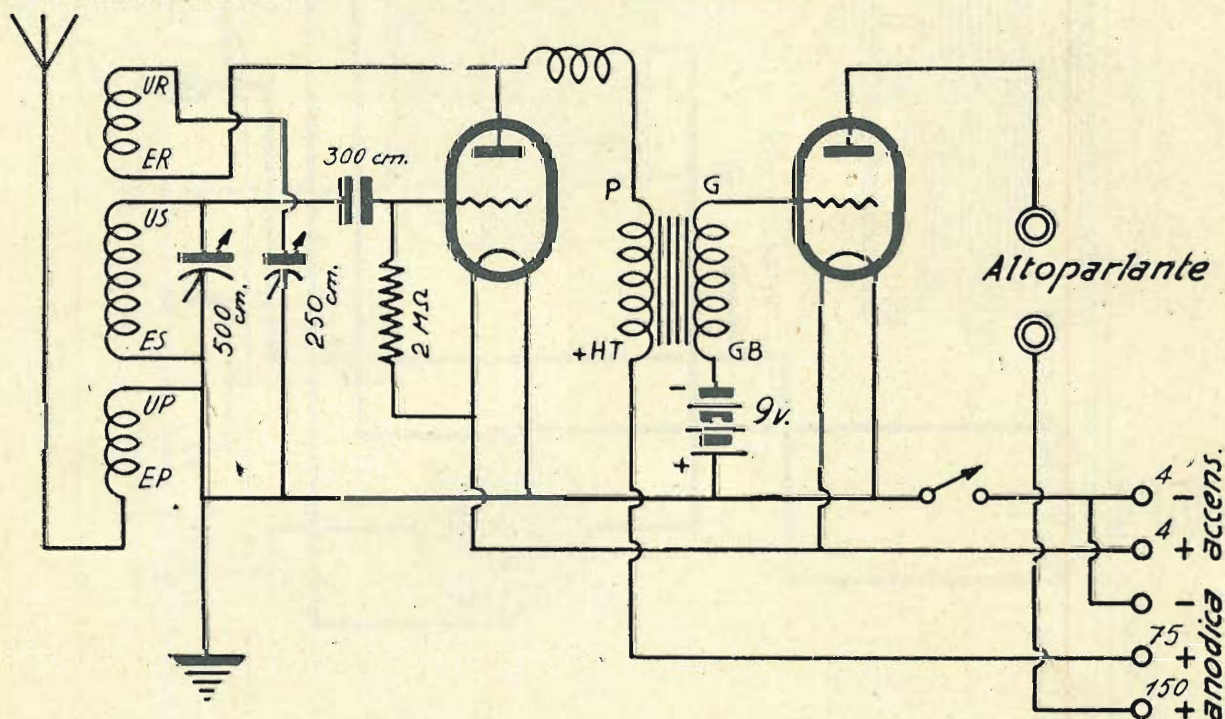 UR
ER
300 cm.
US
ES
500 cm.
250 cm.
2 MΩ
UP
EP
P
G
+HT
GB
-
9v.
+
Altoparlante
4 -
4 +
accens.
-
75 +
150 +
anodica